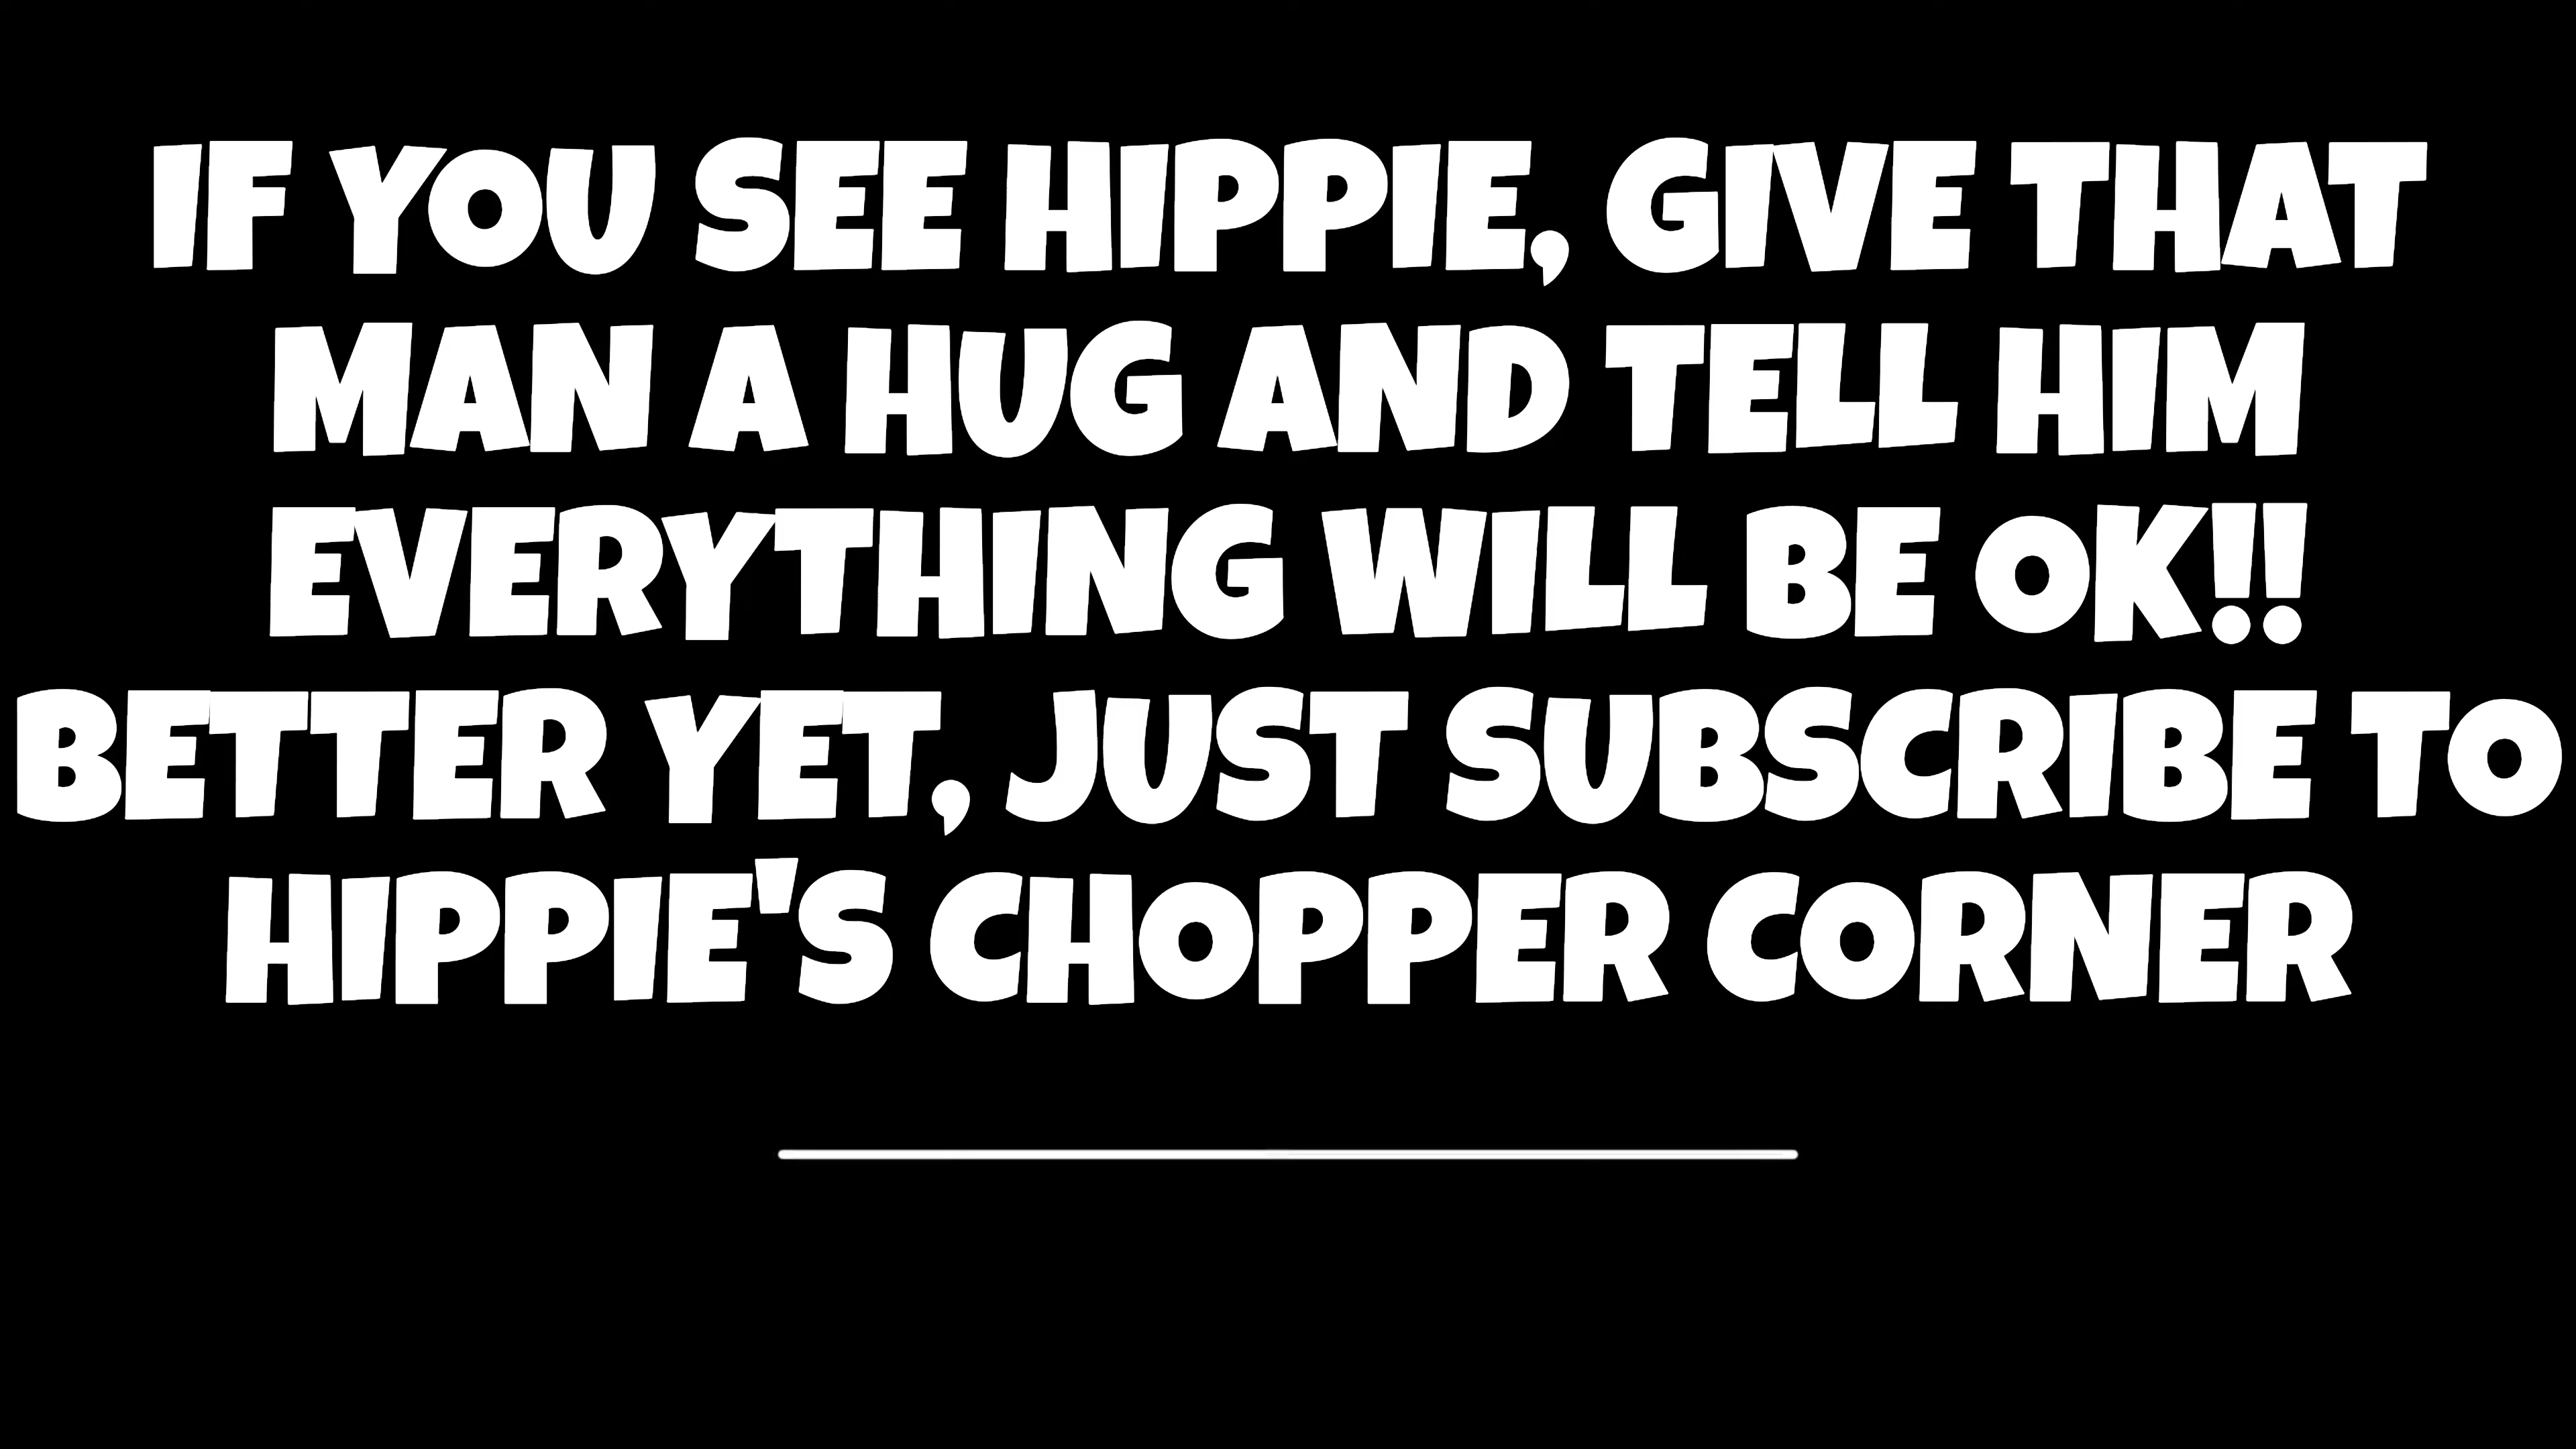 IF YOU SEE HIPPIE, GIVE THAT
MAN A HUG AND TELL HIM
EVERYTHING WILL BE OK!!
BETTER YET, JUST SUBSCRIBE TO
HIPPIE'S CHOPPER CORNER